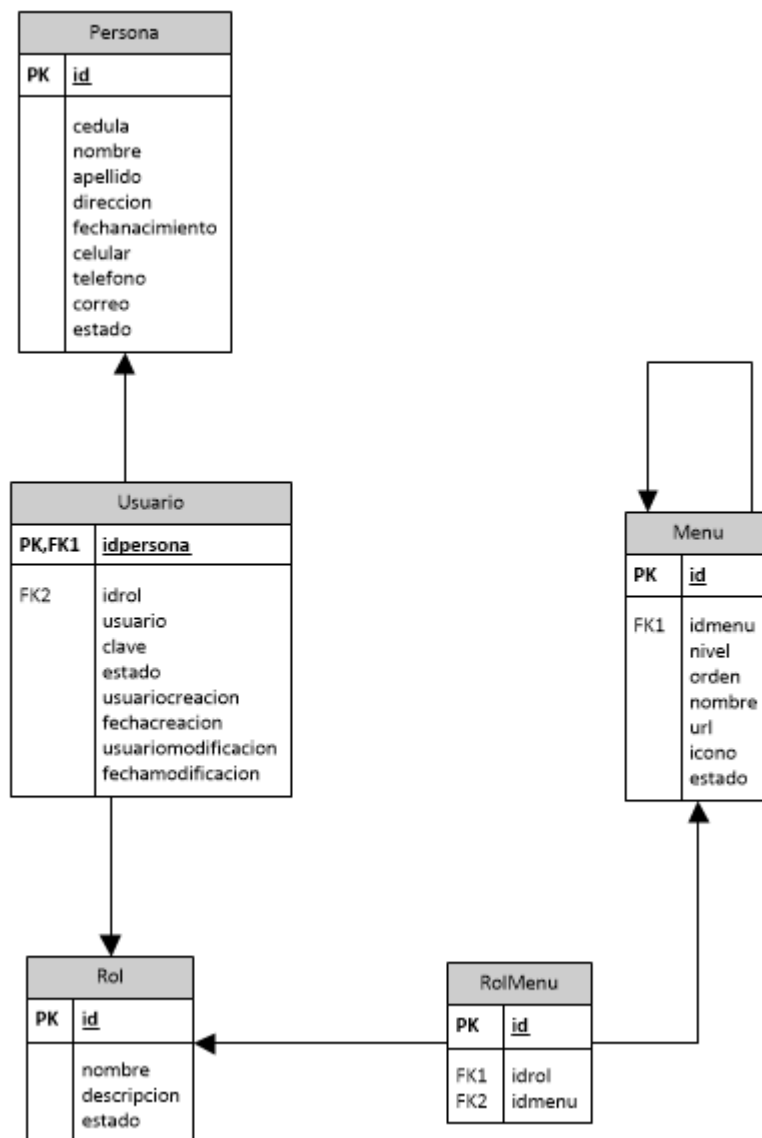 Persona
PK id
cedula
nombre
apellido
direccion
fechanacimiento
celular
telefono
correo
estado
Usuario
PK,FK1 idpersona
FK2 idrol
usuario
clave
estado
usuariocreacion
fechacreacion
usuariomodificacion
fechamodificacion
Menu
PK id
FK1 idmenu
nivel
orden
nombre
url
icono
estado
Rol
PK id
nombre
descripcion
estado
RolMenu
PK id
FK1 idrol
FK2 idmenu